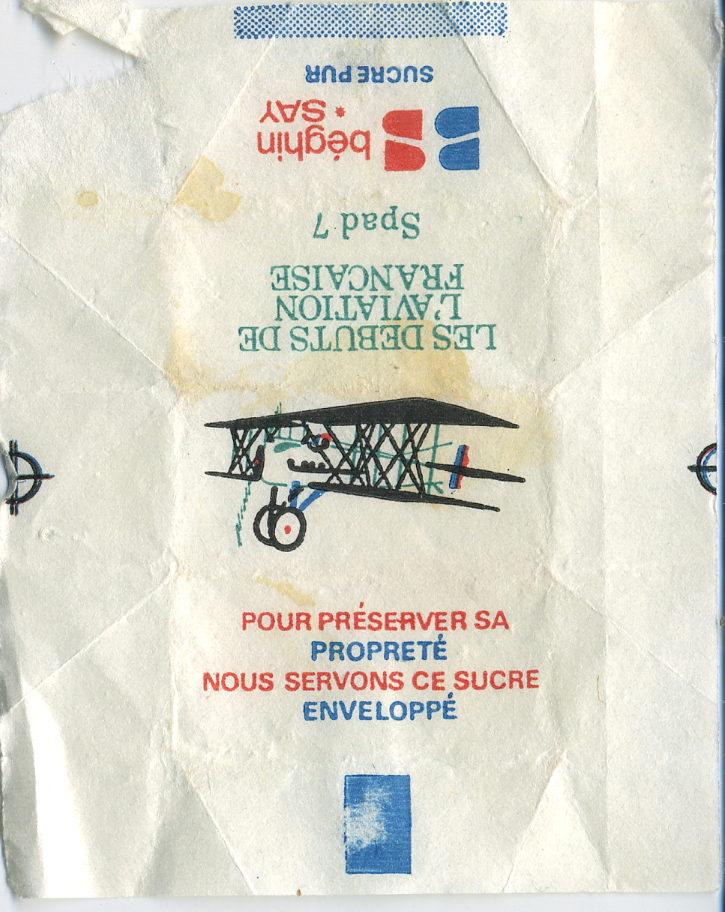 SUCRE PUR
béghin
• SAY
Spad 7
LES DEBUTS DE
L'AVIATION
FRANCAISE
POUR PRÉSERVER SA
PROPRETÉ
NOUS SERVONS CE SUCRE
ENVELOPPÉ